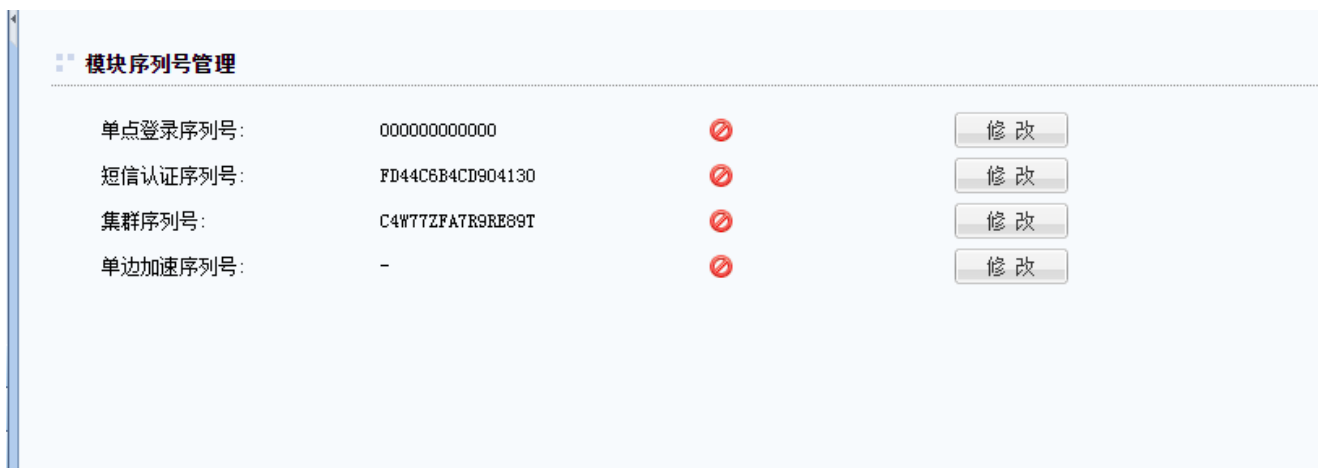 模块序列号管理
单点登录序列号: 000000000000 修 改
短信认证序列号: FD44C6B4CD904130 修 改
集群序列号: C4W77ZFA7R9RE89T 修 改
单边加速序列号: - 修 改